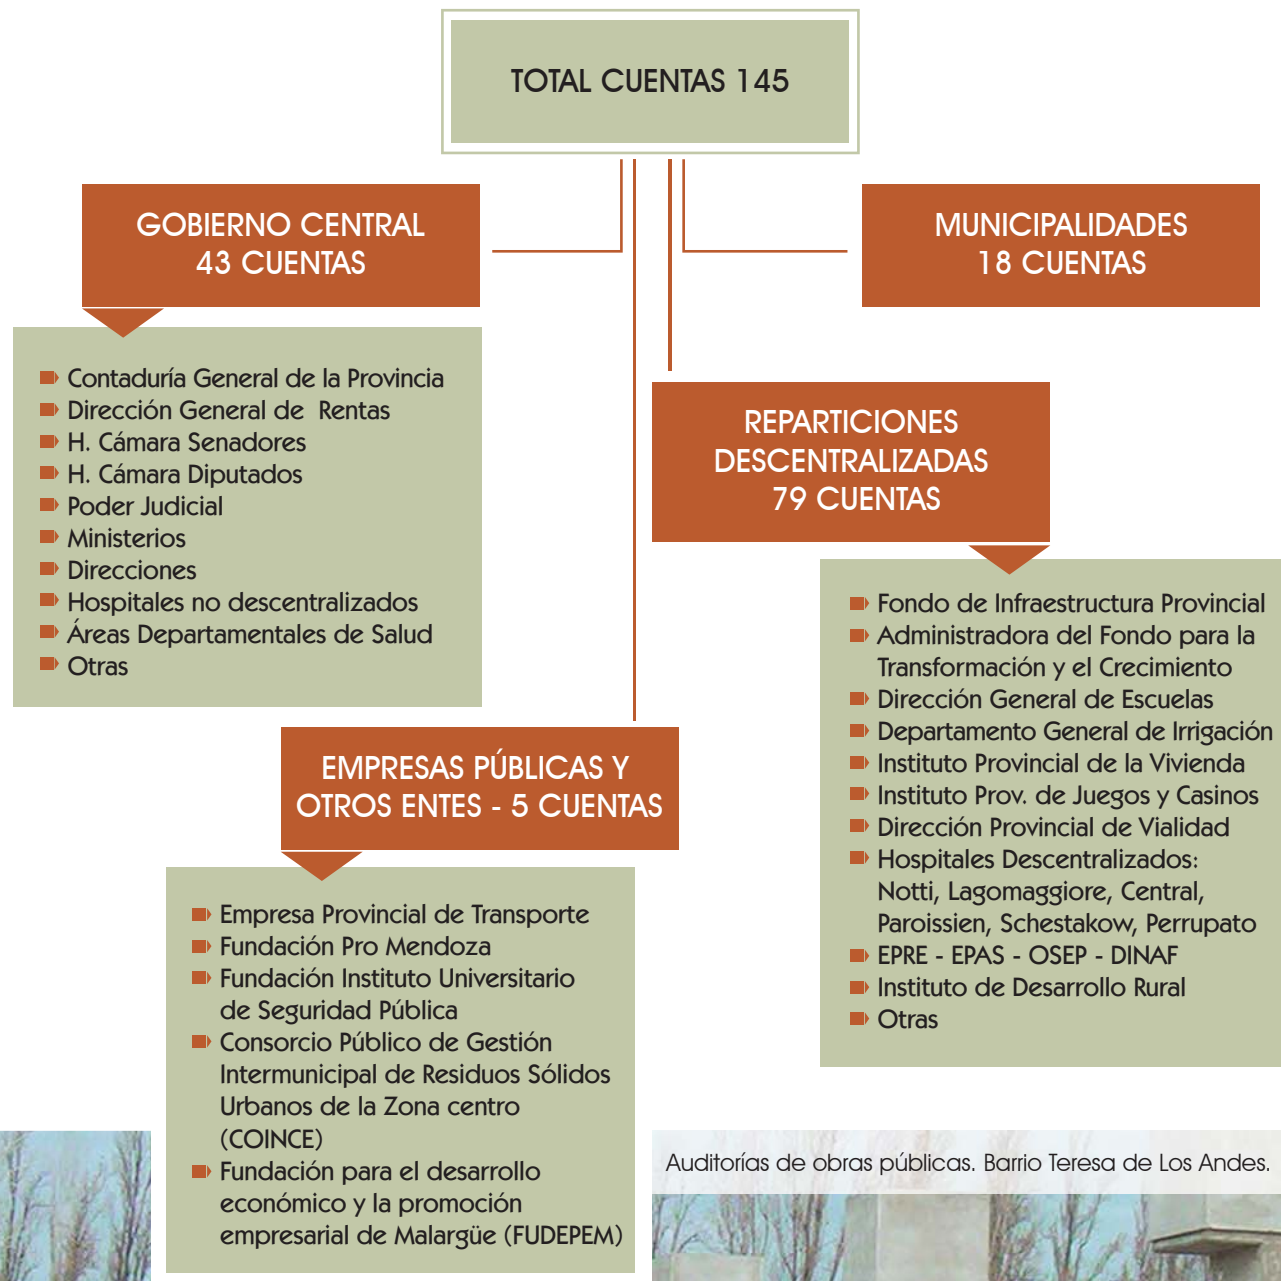 TOTAL CUENTAS 145
GOBIERNO CENTRAL
43 CUENTAS
Contaduría General de la Provincia
Dirección General de Rentas
H. Cámara Senadores
H. Cámara Diputados
Poder Judicial
Ministerios
Direcciones
Hospitales no descentralizados
Áreas Departamentales de Salud
Otras
MUNICIPALIDADES
18 CUENTAS
REPARTICIONES
DESCENTRALIZADAS
79 CUENTAS
Fondo de Infraestructura Provincial
Administradora del Fondo para la
Transformación y el Crecimiento
Dirección General de Escuelas
Departamento General de Irrigación
Instituto Provincial de la Vivienda
Instituto Prov. de Juegos y Casinos
Dirección Provincial de Vialidad
Hospitales Descentralizados:
Notti, Lagomaggiore, Central,
Paroissien, Schestakow, Perrupato
EPRE - EPAS - OSEP - DINAF
Instituto de Desarrollo Rural
Otras
EMPRESAS PÚBLICAS Y
OTROS ENTES - 5 CUENTAS
Empresa Provincial de Transporte
Fundación Pro Mendoza
Fundación Instituto Universitario
de Seguridad Pública
Consorcio Público de Gestión
Intermunicipal de Residuos Sólidos
Urbanos de la Zona centro
(COINCE)
Fundación para el desarrollo
económico y la promoción
empresarial de Malargüe (FUDEPEM)
Auditorías de obras públicas. Barrio Teresa de Los Andes.